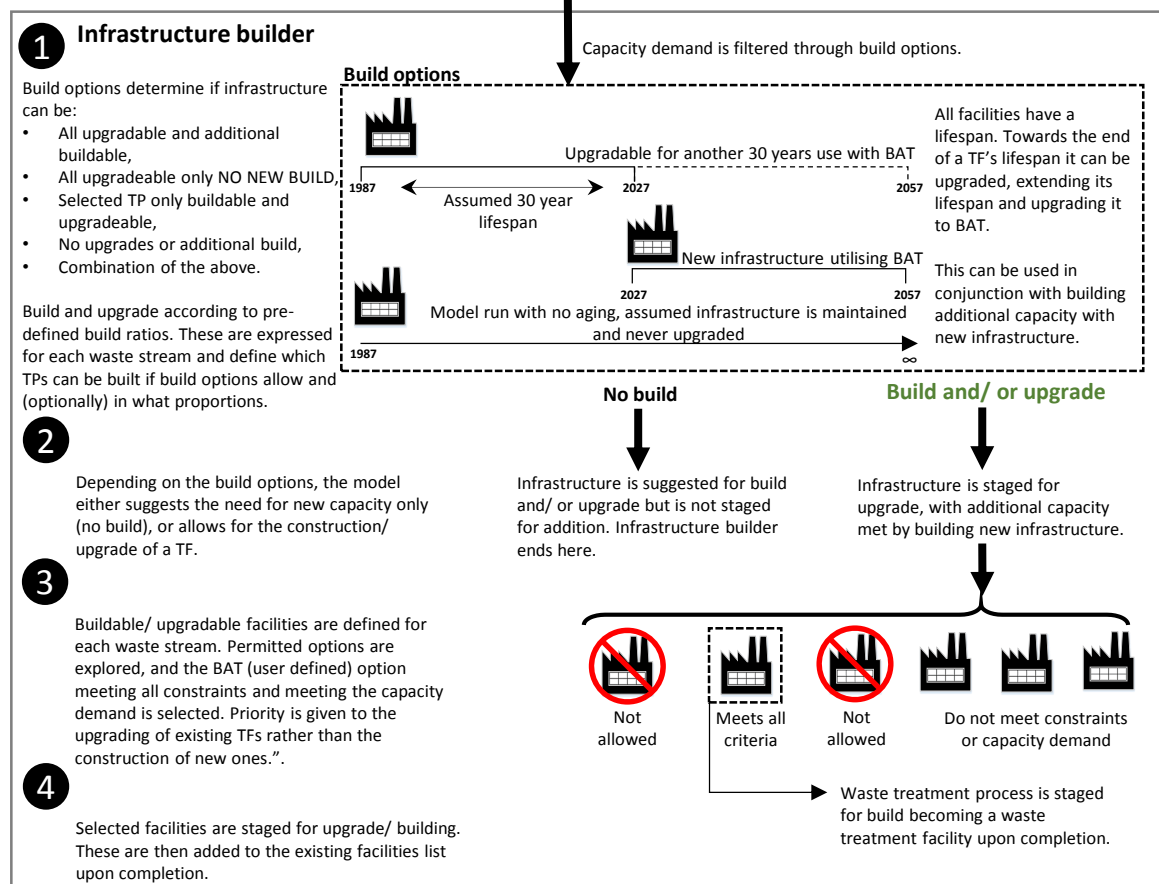 1
Infrastructure builder
Build options determine if infrastructure
can be:
• All upgradable and additional
buildable,
• All upgradeable only NO NEW BUILD,
• Selected TP only buildable and
upgradeable,
• No upgrades or additional build,
• Combination of the above.
Build and upgrade according to pre-
defined build ratios. These are expressed
for each waste stream and define which
TPs can be built if build options allow and
(optionally) in what proportions.
Capacity demand is filtered through build options.
Build options
Upgradable for another 30 years use with BAT
1987
2027
2057
Assumed 30 year
lifespan
New infrastructure utilising BAT
2027
2057
Model run with no aging, assumed infrastructure is maintained
and never upgraded
1987
∞
All facilities have a
lifespan. Towards the end
of a TF's lifespan it can be
upgraded, extending its
lifespan and upgrading it
to BAT.
This can be used in
conjunction with building
additional capacity with
new infrastructure.
2
Depending on the build options, the model
either suggests the need for new capacity only
(no build), or allows for the construction/
upgrade of a TF.
No build
Infrastructure is suggested for build
and/ or upgrade but is not staged
for addition. Infrastructure builder
ends here.
Build and/ or upgrade
Infrastructure is staged for
upgrade, with additional capacity
met by building new infrastructure.
3
Buildable/ upgradable facilities are defined for
each waste stream. Permitted options are
explored, and the BAT (user defined) option
meeting all constraints and meeting the capacity
demand is selected. Priority is given to the
upgrading of existing TFs rather than the
construction of new ones.”.
Not
allowed
Meets all
criteria
Not
allowed
Do not meet constraints
or capacity demand
4
Selected facilities are staged for upgrade/ building.
These are then added to the existing facilities list
upon completion.
Waste treatment process is staged
for build becoming a waste
treatment facility upon completion.